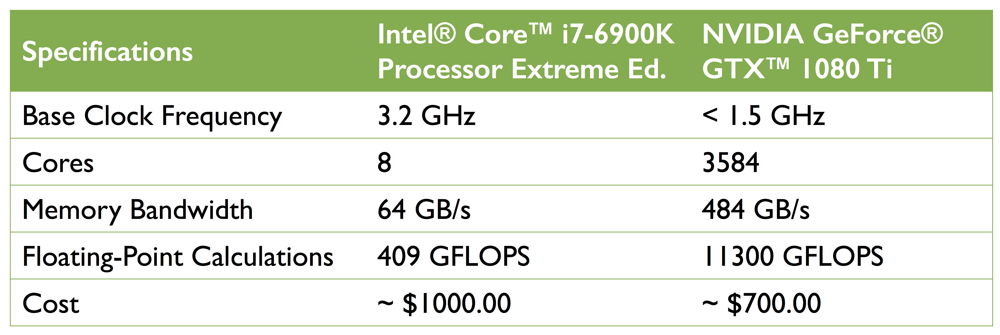 Specifications
Intel® Core™ i7-6900K
Processor Extreme Ed.
NVIDIA GeForce®
GTX™ 1080 Ti
Base Clock Frequency 3.2 GHz < 1.5 GHz
Cores 8 3584
Memory Bandwidth 64 GB/s 484 GB/s
Floating-Point Calculations 409 GFLOPS 11300 GFLOPS
Cost ~ $1000.00 ~ $700.00